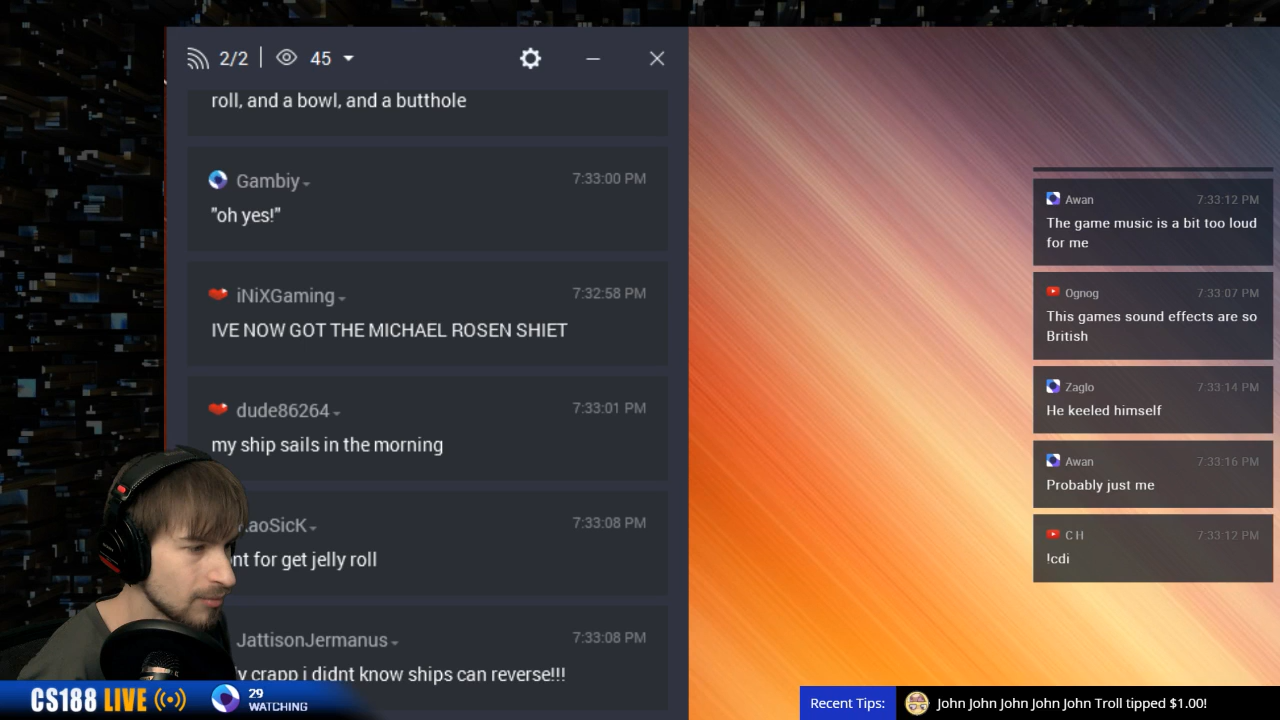 2/2 | 45
roll, and a bowl, and a butthole
Gambiy 7:33:00 PM
"oh yes!"
iNiXGaming 7:32:58 PM
IVE NOW GOT THE MICHAEL ROSEN SHIET
dude86264 7:33:01 PM
my ship sails in the morning
aoSicK 7:33:08 PM
nt for get jelly roll
JattisonJermanus 7:33:08 PM
y crapp i didnt know ships can reverse!!!
Awan 7:33:12 PM
The game music is a bit too loud
for me
Ognog 7:33:07 PM
This games sound effects are so
British
Zaglo 7:33:14 PM
He keeled himself
Awan 7:33:16 PM
Probably just me
C H 7:33:12 PM
!cdi
CS188 LIVE
29
WATCHING
Recent Tips: John John John John John Troll tipped $1.00!